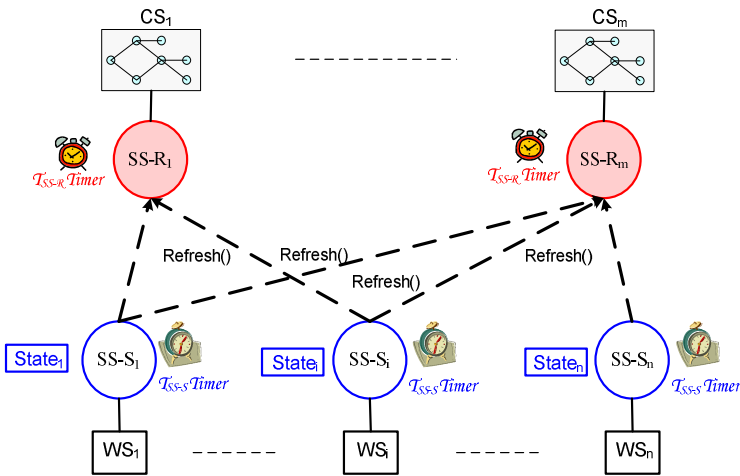 CS1
CSm
SS-R1
SS-Rm
TSS-R Timer
TSS-R Timer
Refresh()
Refresh()
Refresh()
Refresh()
State1
SS-S1
TSS-S Timer
Statei
SS-Si
TSS-S Timer
Staten
SS-Sn
TSS-S Timer
WS1
WSi
WSn